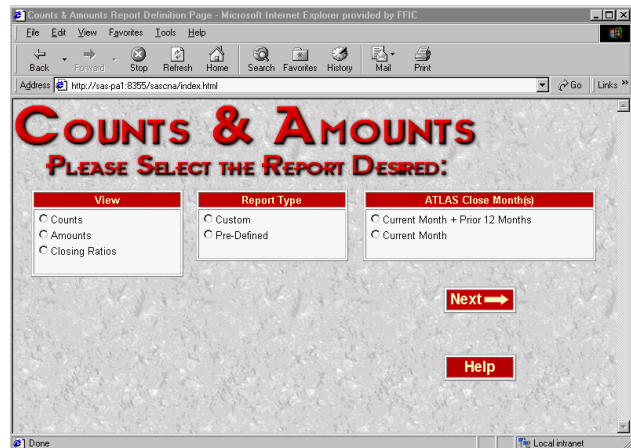 Counts & Amounts Report Definition Page - Microsoft Internet Explorer provided by FFIC
File Edit View Favorites Tools Help
Back Forward Stop Refresh Home Search Favorites History Mail Print
Address http://sas-pa1:8355/sascna/index.html Go Links »
COUNTS & AMOUNTS
PLEASE SELECT THE REPORT DESIRED:
View Report Type ATLAS Close Month(s)
Counts Custom Current Month + Prior 12 Months
Amounts Pre-Defined Current Month
Closing Ratios
Next
Help
Done Local intranet